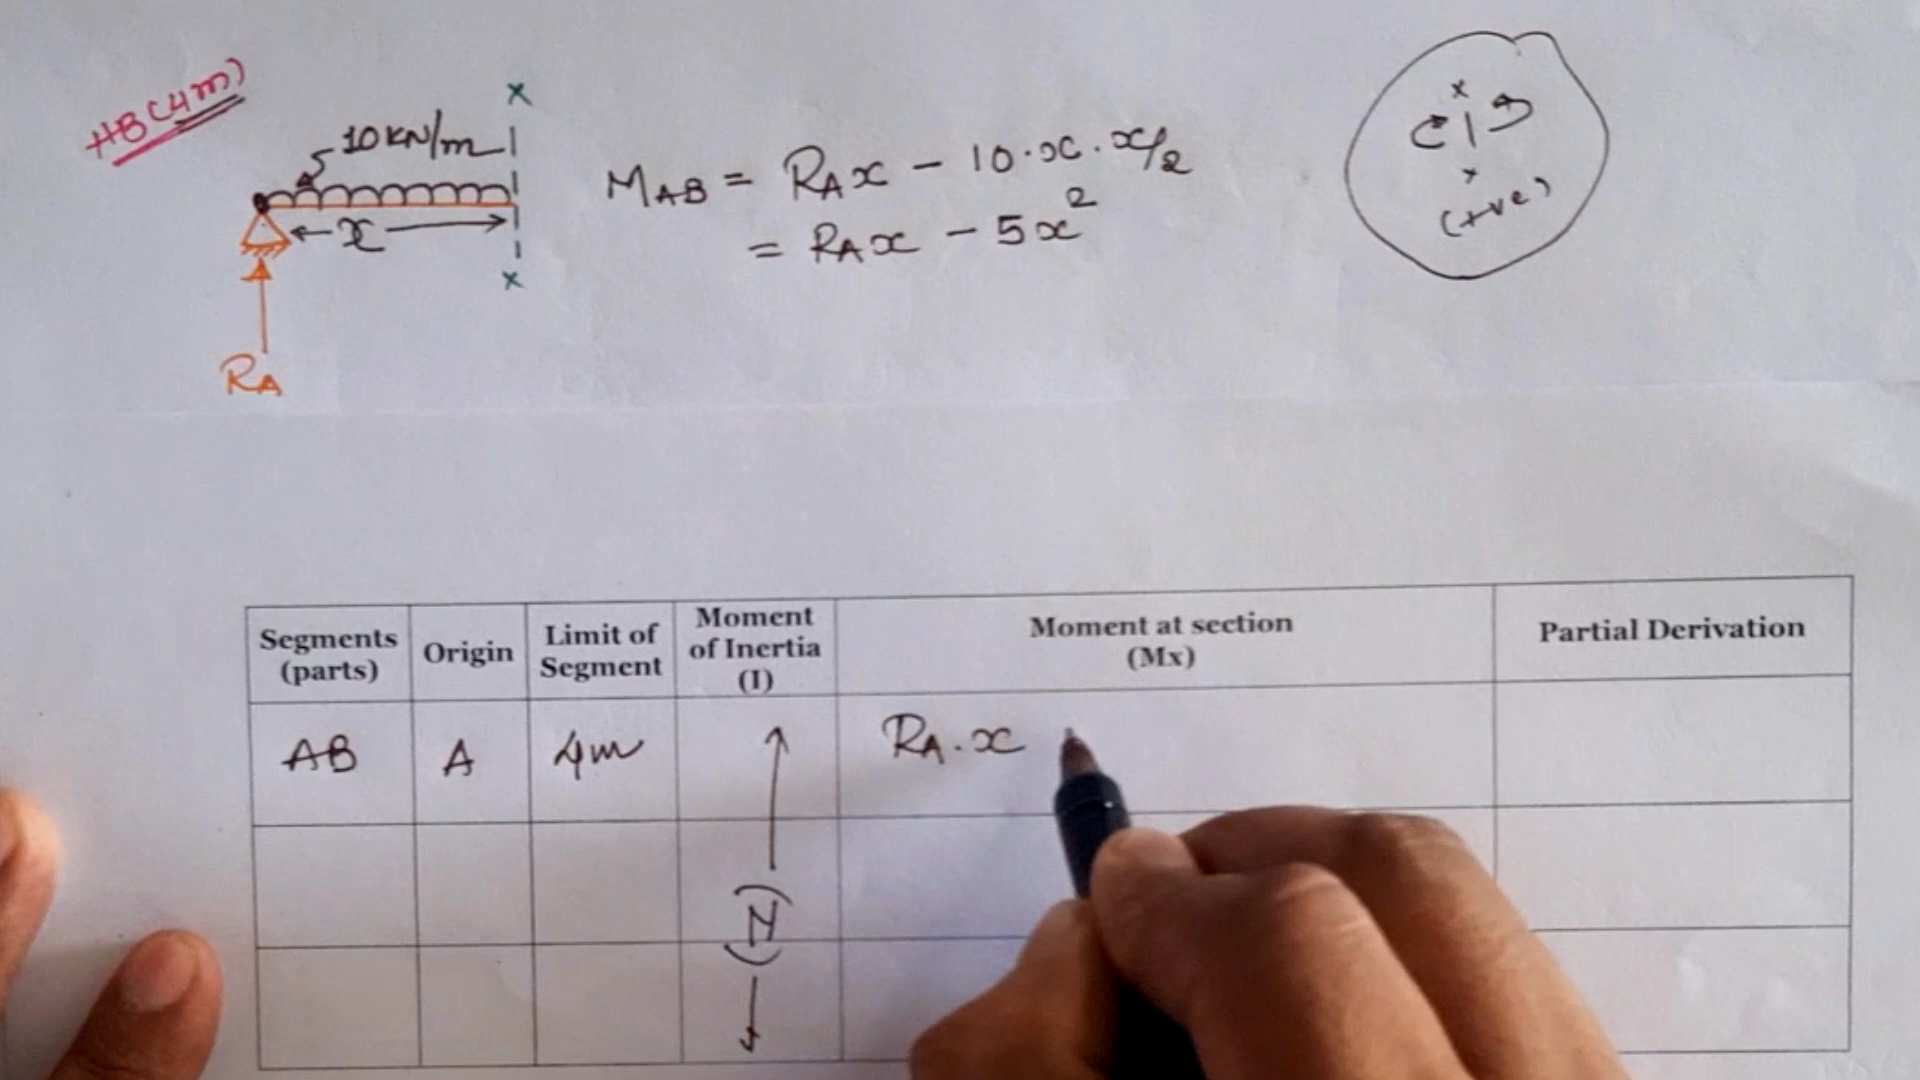 AB (4m)
10 KN/m
x
x
x
RA
MAB = RAx - 10·x·x/2
= RAx - 5x²
x
x
(+ve)
Segments (parts)
Origin
Limit of Segment
Moment of Inertia (I)
Moment at section (Mx)
Partial Derivation
AB
A
4m
(I)
RA.x